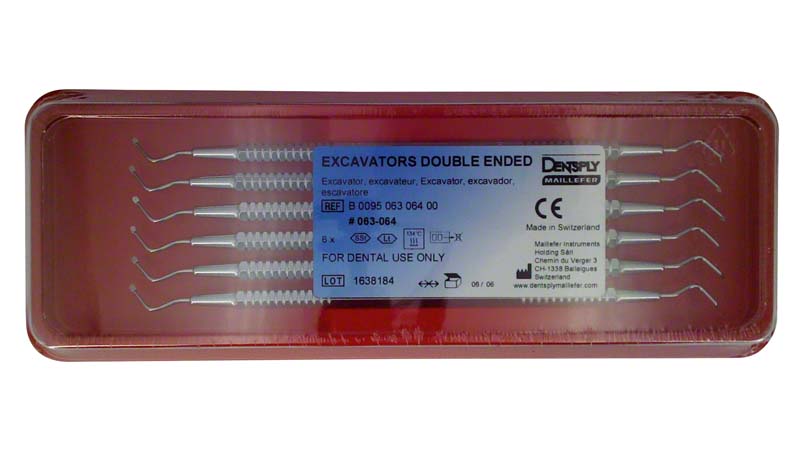 EXCAVATORS DOUBLE ENDED
Excavator, excavateur, Excavator, excavador,
escavatore
REF B 0095 063 064 00
# 063-064
6 x SSt Lt 134°C
FOR DENTAL USE ONLY
LOT 1638184
06 / 06
DENTSPLY
MAILLEFER
CE
Made in Switzerland
Maillefer Instruments
Holding Sàrl
Chemin du Verger 3
CH-1338 Ballaigues
Switzerland
www.dentsplymaillefer.com